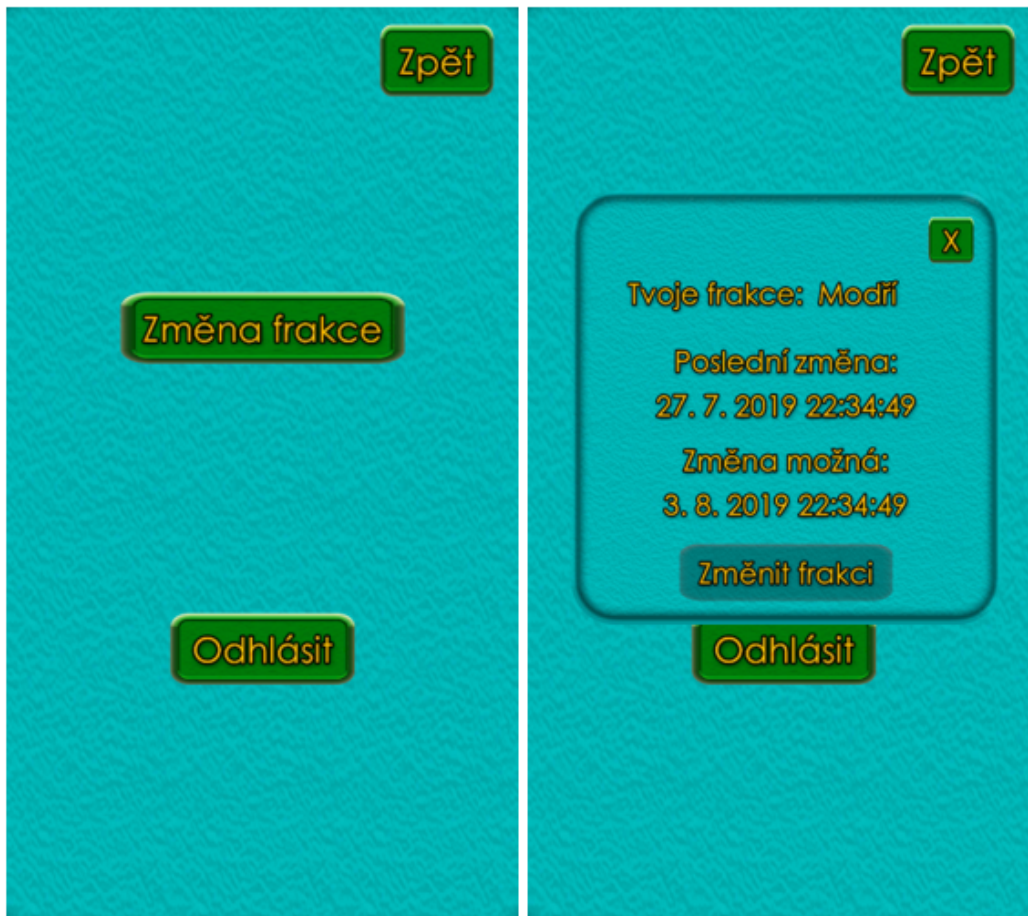 Zpět
Změna frakce
Odhlásit
Zpět
X
Tvoje frakce: Modří
Poslední změna:
27. 7. 2019 22:34:49
Změna možná:
3. 8. 2019 22:34:49
Změnit frakci
Odhlásit